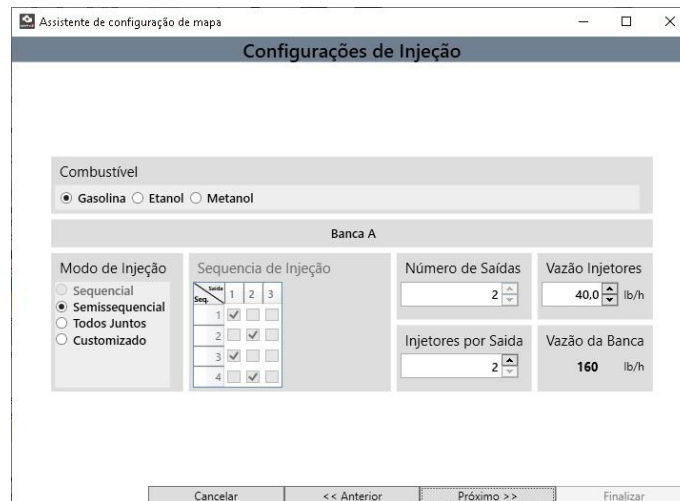 Assistente de configuração de mapa
Configurações de Injeção
Combustível
Gasolina Etanol Metanol
Banca A
Modo de Injeção
Sequencial
Semissequencial
Todos Juntos
Customizado
Sequencia de Injeção
Saída
Seq.
1 2 3
1
2
3
4
Número de Saídas
2
Vazão Injetores
40,0 lb/h
Injetores por Saida
2
Vazão da Banca
160 lb/h
Cancelar << Anterior Próximo >> Finalizar